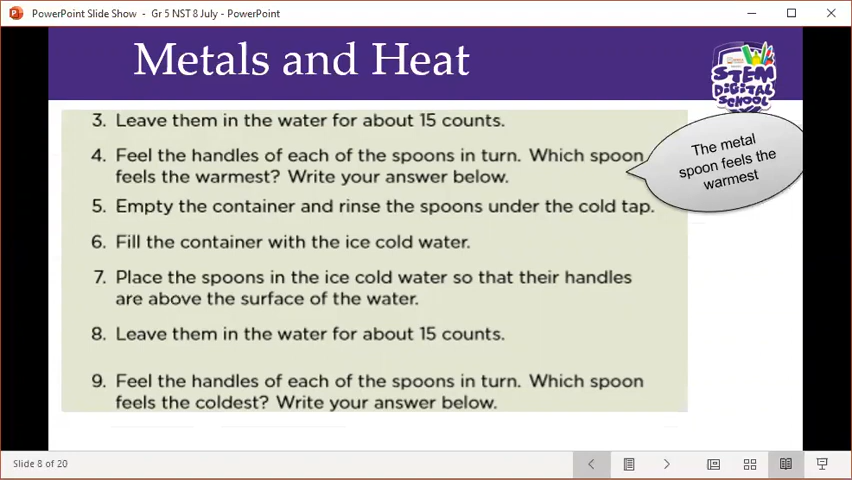 PowerPoint Slide Show - Gr 5 NST 8 July - PowerPoint
Metals and Heat
STEM
DIGITAL
SCHOOL
3. Leave them in the water for about 15 counts.
4. Feel the handles of each of the spoons in turn. Which spoon
feels the warmest? Write your answer below.
The metal
spoon feels the
warmest
5. Empty the container and rinse the spoons under the cold tap.
6. Fill the container with the ice cold water.
7. Place the spoons in the ice cold water so that their handles
are above the surface of the water.
8. Leave them in the water for about 15 counts.
9. Feel the handles of each of the spoons in turn. Which spoon
feels the coldest? Write your answer below.
Slide 8 of 20